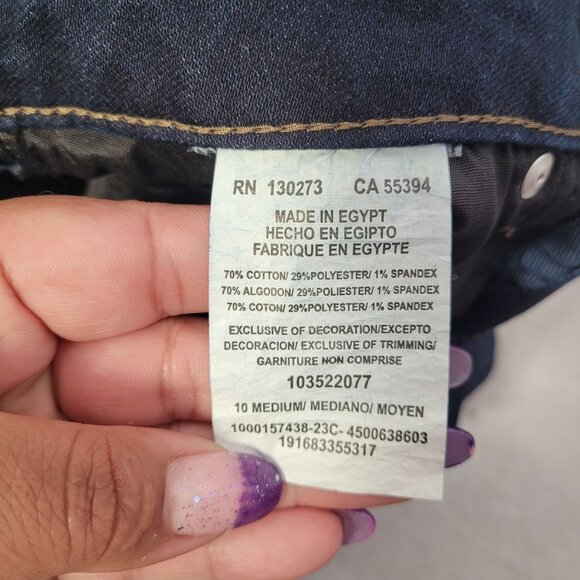 RN 130273 CA 55394
MADE IN EGYPT
HECHO EN EGIPTO
FABRIQUE EN EGYPTE
70% COTTON/ 29%POLYESTER/ 1% SPANDEX
70% ALGODON/ 29%POLIESTER/ 1% SPANDEX
70% COTON/ 29%POLYESTER/ 1% SPANDEX
EXCLUSIVE OF DECORATION/EXCEPTO
DECORACION/ EXCLUSIVE OF TRIMMING/
GARNITURE NON COMPRISE
103522077
10 MEDIUM/ MEDIANO/ MOYEN
1000157438-23C- 4500638603
191683355317